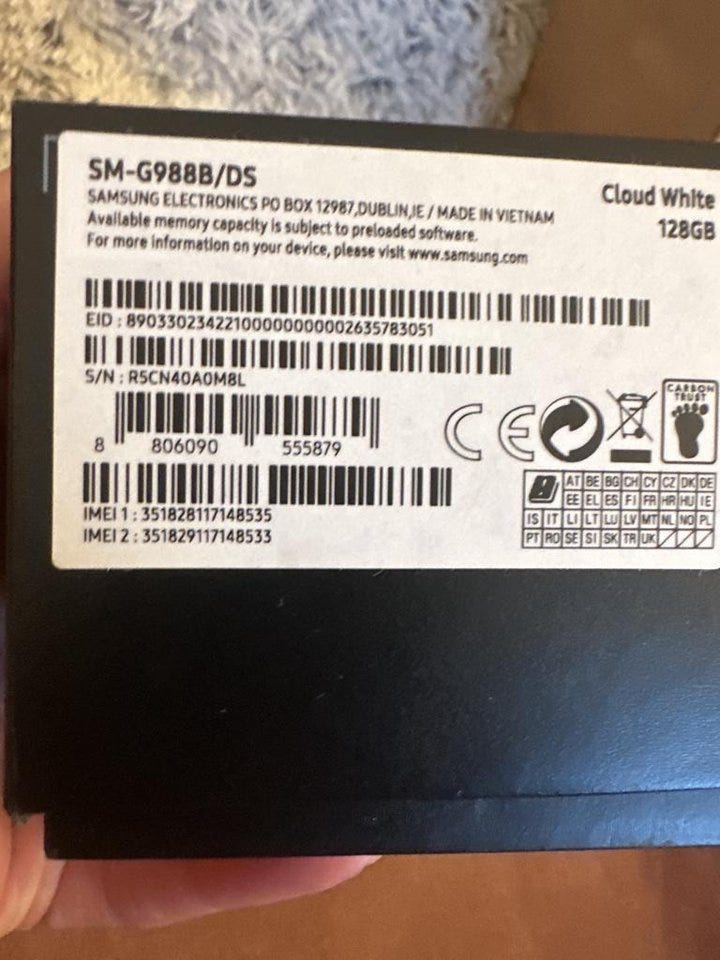 SM-G988B/DS
Cloud White
128GB
SAMSUNG ELECTRONICS PO BOX 12987,DUBLIN,IE / MADE IN VIETNAM
Available memory capacity is subject to preloaded software.
For more information on your device, please visit www.samsung.com
EID : 89033023422100000000002635783051
S/N : R5CN40A0M8L
8 806090 555879
CE
CARBON
TRUST
IMEI 1 : 351828117148535
IMEI 2 : 351829117148533
AT BE BG CH CY CZ DK DE
EE EL ES FI FR HR HU IE
IS IT LI LT LU LV MT NL NO PL
PT RO SE SI SK TR UK